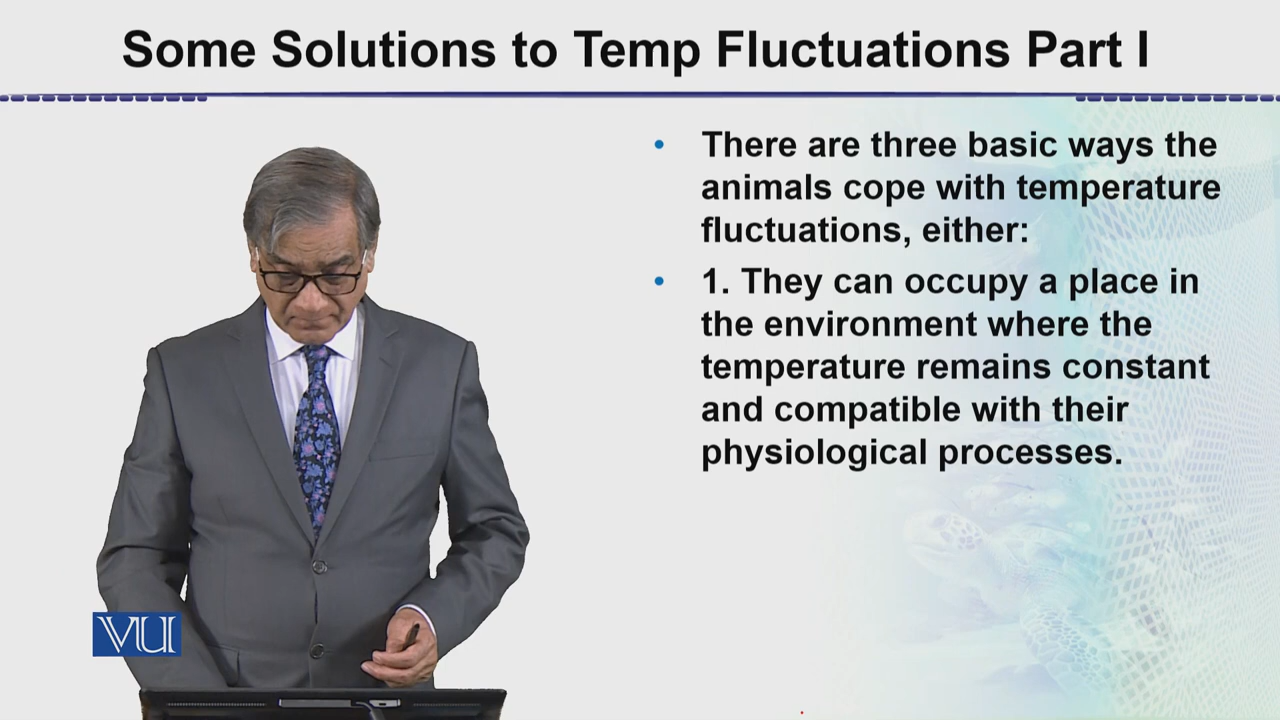 Some Solutions to Temp Fluctuations Part I
• There are three basic ways the
animals cope with temperature
fluctuations, either:
• 1. They can occupy a place in
the environment where the
temperature remains constant
and compatible with their
physiological processes.
VU